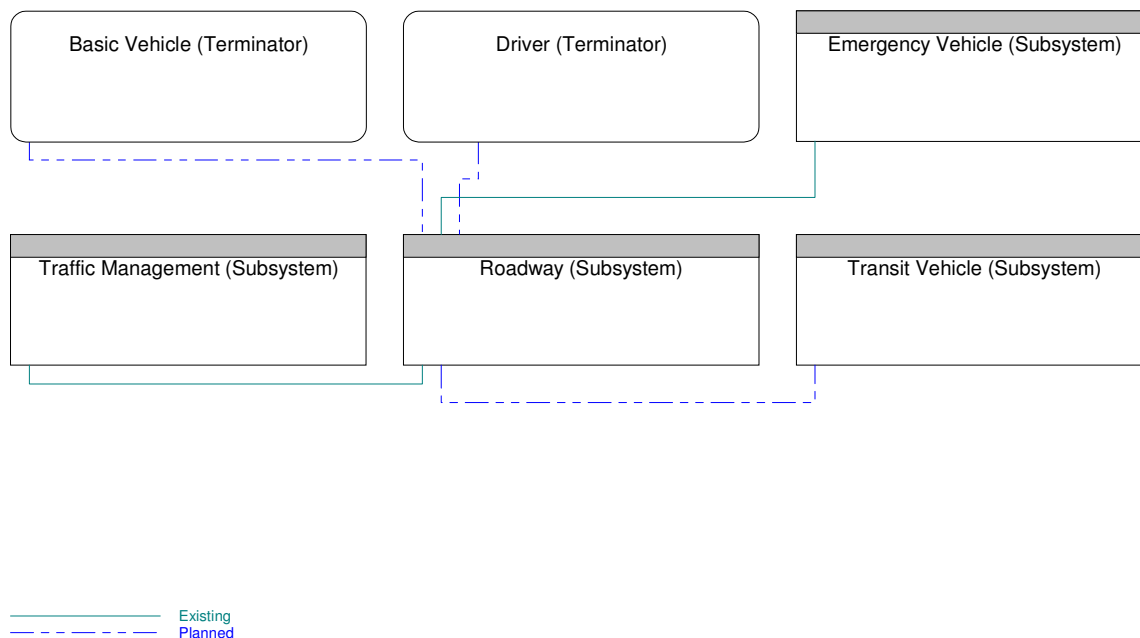 Basic Vehicle (Terminator)
Driver (Terminator)
Emergency Vehicle (Subsystem)
Traffic Management (Subsystem)
Roadway (Subsystem)
Transit Vehicle (Subsystem)
Existing
Planned